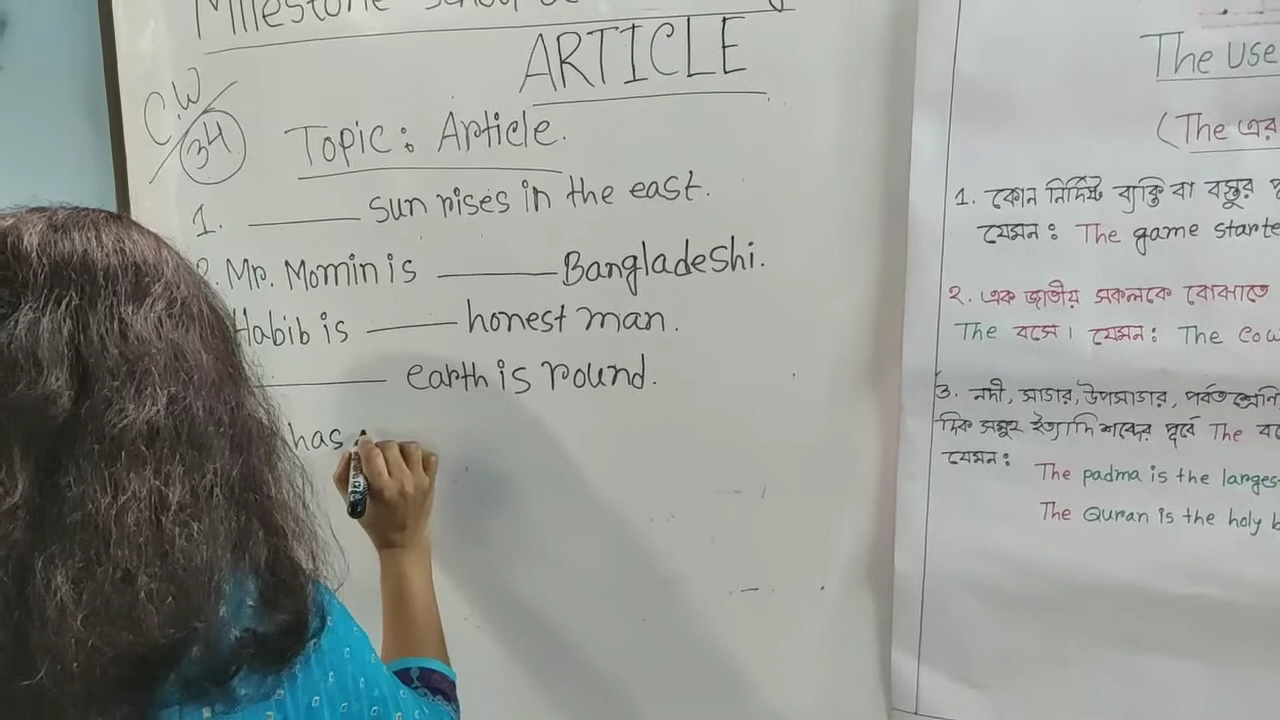 Milestone School
ARTICLE
C.W
34
Topic: Article.
1. ______ sun rises in the east.
Mr. Momin is ______ Bangladeshi.
Habib is ______ honest man.
______ earth is round.
has
The Use
(The এর
1. কোন নির্দিষ্ট ব্যক্তি বা বস্তুর
যেমন: The game starte
২. এক জাতীয় সকলকে বোঝাতে
The বসে। যেমন: The Cow
৩. নদী, সাগর, উপসাগর, পর্বতশ্রেণি
দিক সমূহ ইত্যাদি শব্দের পূর্বে The
যেমন:
The padma is the larges
The Quran is the holy b